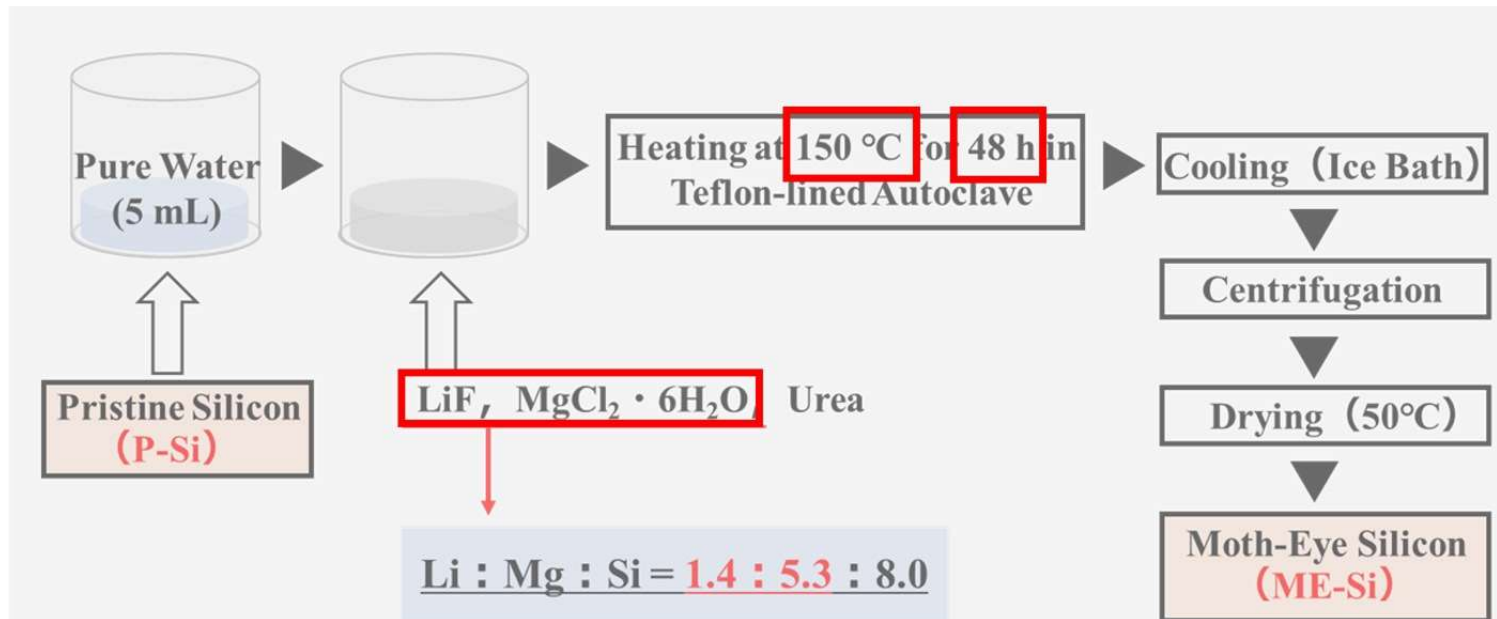 Pure Water
(5 mL)
Pristine Silicon
(P-Si)
LiF, MgCl₂・6H₂O, Urea
Li：Mg：Si = 1.4：5.3：8.0
Heating at 150 °C for 48 h in
Teflon-lined Autoclave
Cooling（Ice Bath）
Centrifugation
Drying（50°C）
Moth-Eye Silicon
(ME-Si)